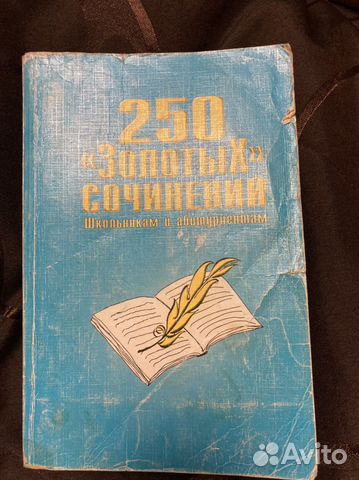 250
«ЗОЛОТЫХ»
СОЧИНЕНИЙ
Школьникам и абитуриентам
Avito